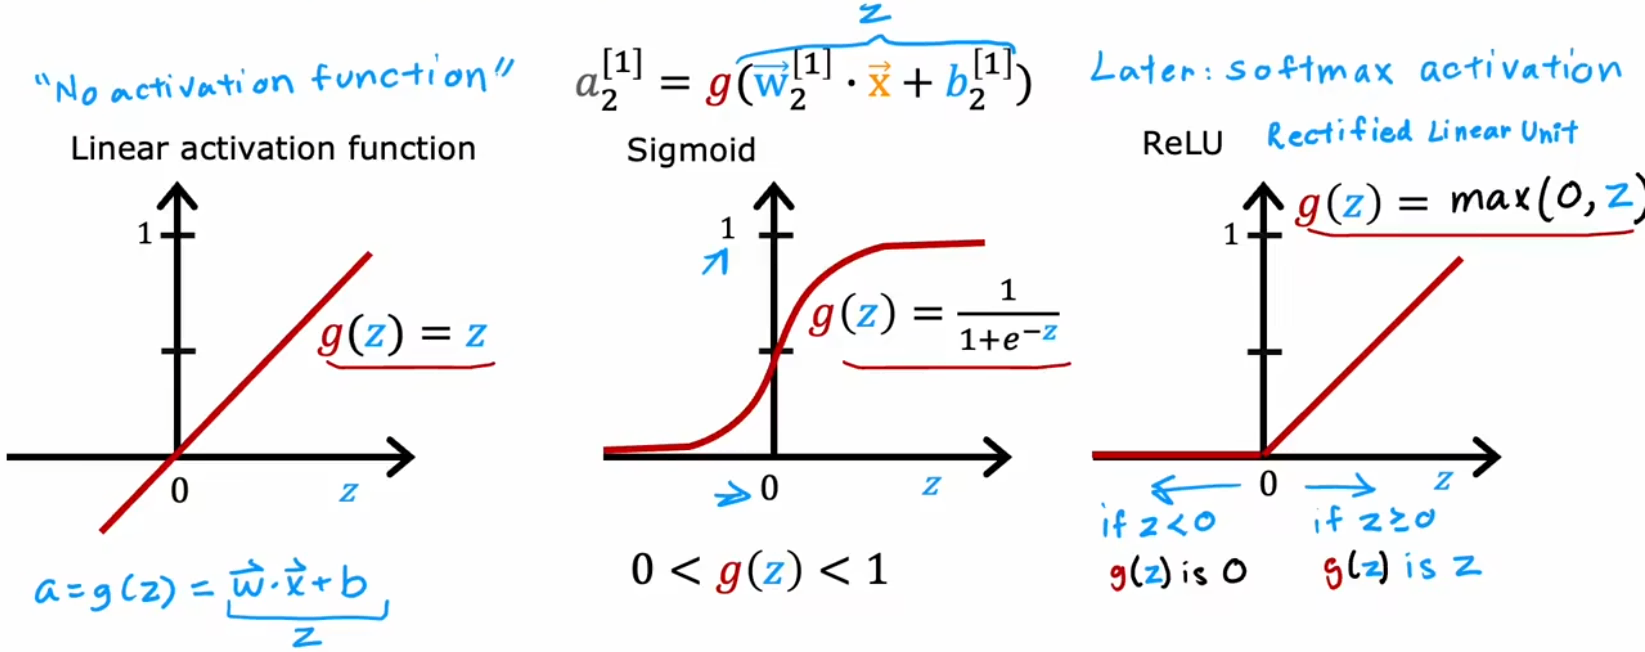 z
"No activation function"
a₂^[1] = g(w⃗₂^[1] · x⃗ + b₂^[1])
Later: softmax activation
Linear activation function
Sigmoid
ReLU
Rectified Linear Unit
1
g(z) = z
0
z
a = g(z) = w⃗·x⃗ + b
z
1
g(z) = 1/(1+e^−z)
0
z
0 < g(z) < 1
g(z) = max(0, z)
1
0
z
if z<0
g(z) is 0
if z≥0
g(z) is z